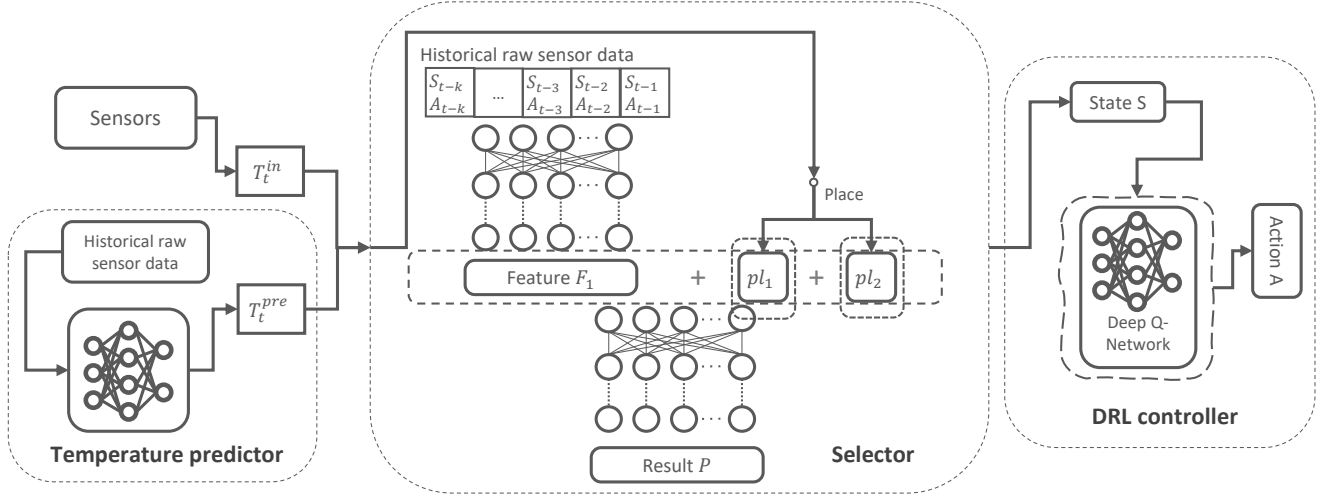 Sensors
$T_t^{in}$
Historical raw
sensor data
$T_t^{pre}$
Temperature predictor
Historical raw sensor data
$S_{t-k}$ ... $S_{t-3}$ $S_{t-2}$ $S_{t-1}$
$A_{t-k}$ $A_{t-3}$ $A_{t-2}$ $A_{t-1}$
Place
Feature $F_1$ + $pl_1$ + $pl_2$
Result $P$
Selector
State S
Deep Q-
Network
Action A
DRL controller